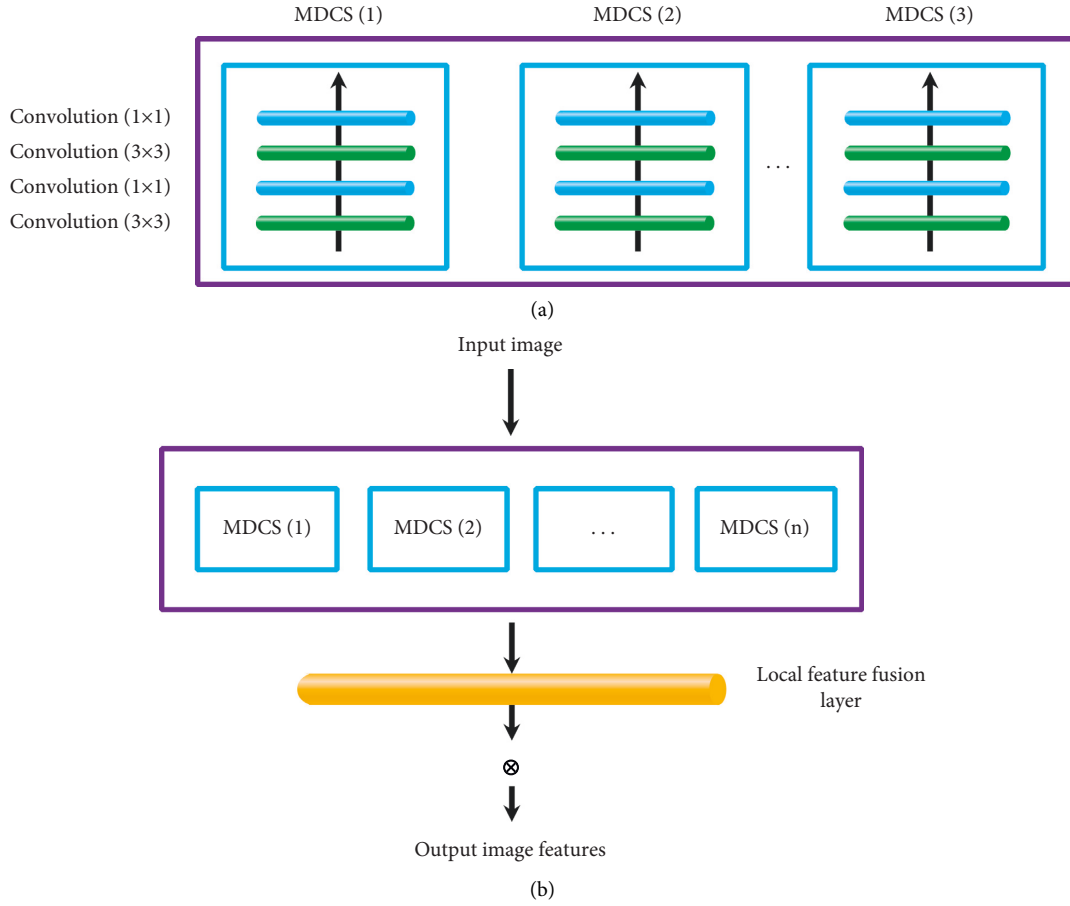 MDCS (1)
MDCS (2)
MDCS (3)
Convolution (1×1)
Convolution (3×3)
Convolution (1×1)
Convolution (3×3)
. . .
(a)
Input image
MDCS (1)
MDCS (2)
. . .
MDCS (n)
Local feature fusion
layer
Output image features
(b)